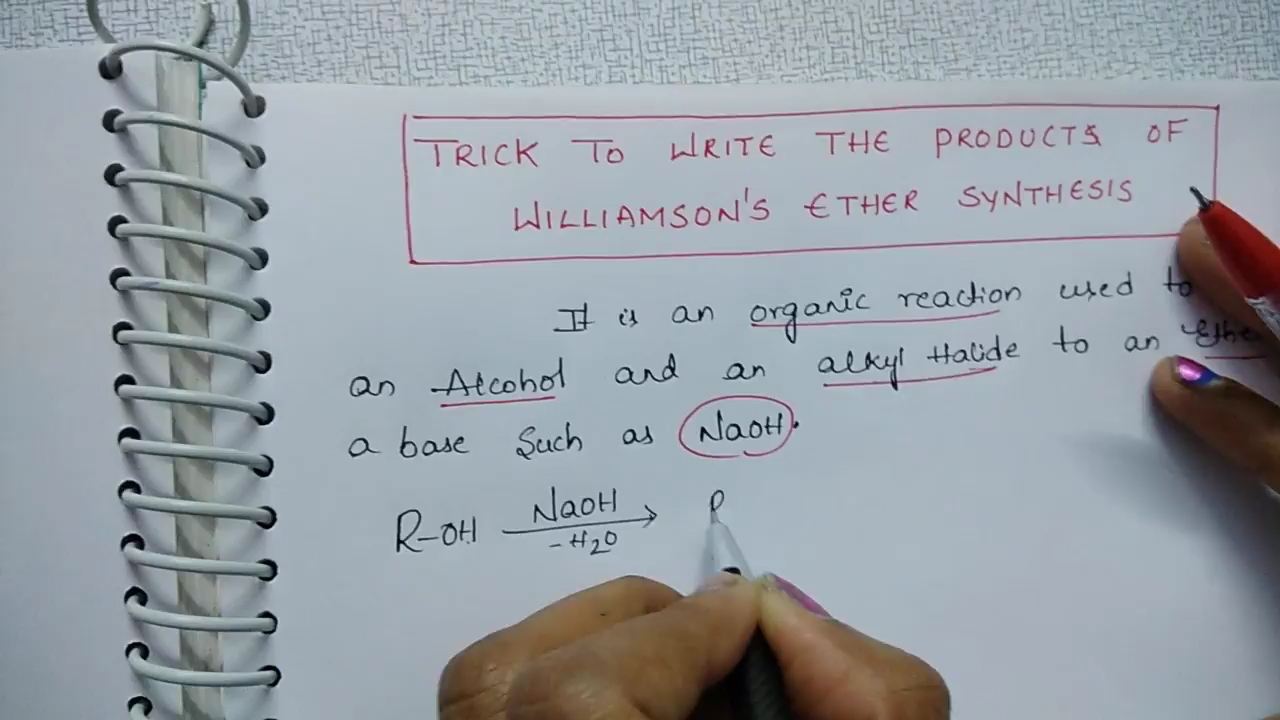 TRICK TO WRITE THE PRODUCTS OF
WILLIAMSON'S ETHER SYNTHESIS
It is an organic reaction used to
an Alcohol and an alkyl Halide to an
a base Such as NaOH.
R-OH NaOH
-H2O